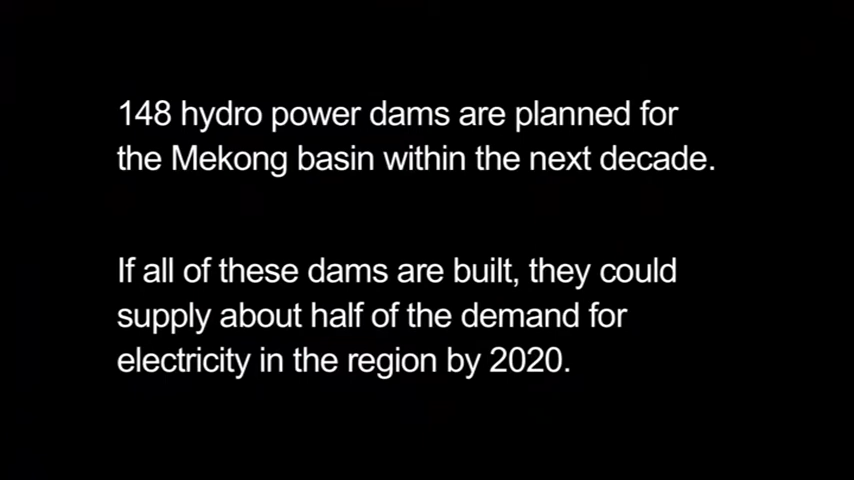 148 hydro power dams are planned for
the Mekong basin within the next decade.
If all of these dams are built, they could
supply about half of the demand for
electricity in the region by 2020.